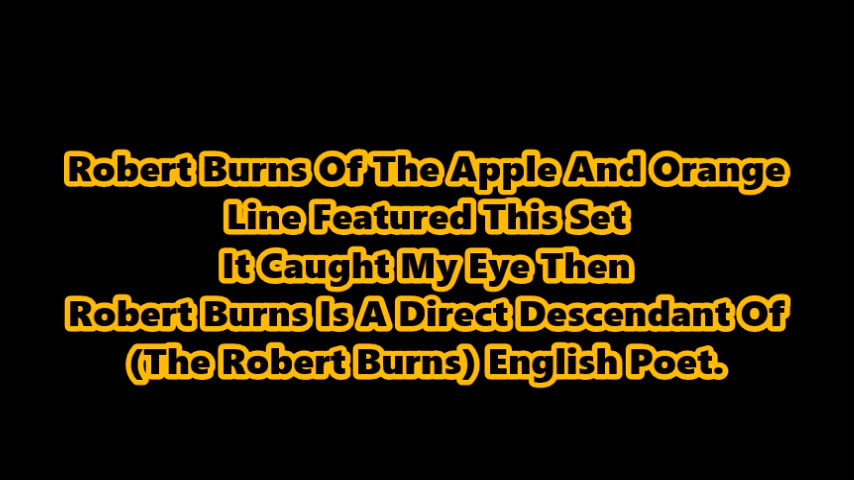 Robert Burns Of The Apple And Orange
Line Featured This Set
It Caught My Eye Then
Robert Burns Is A Direct Descendant Of
(The Robert Burns) English Poet.